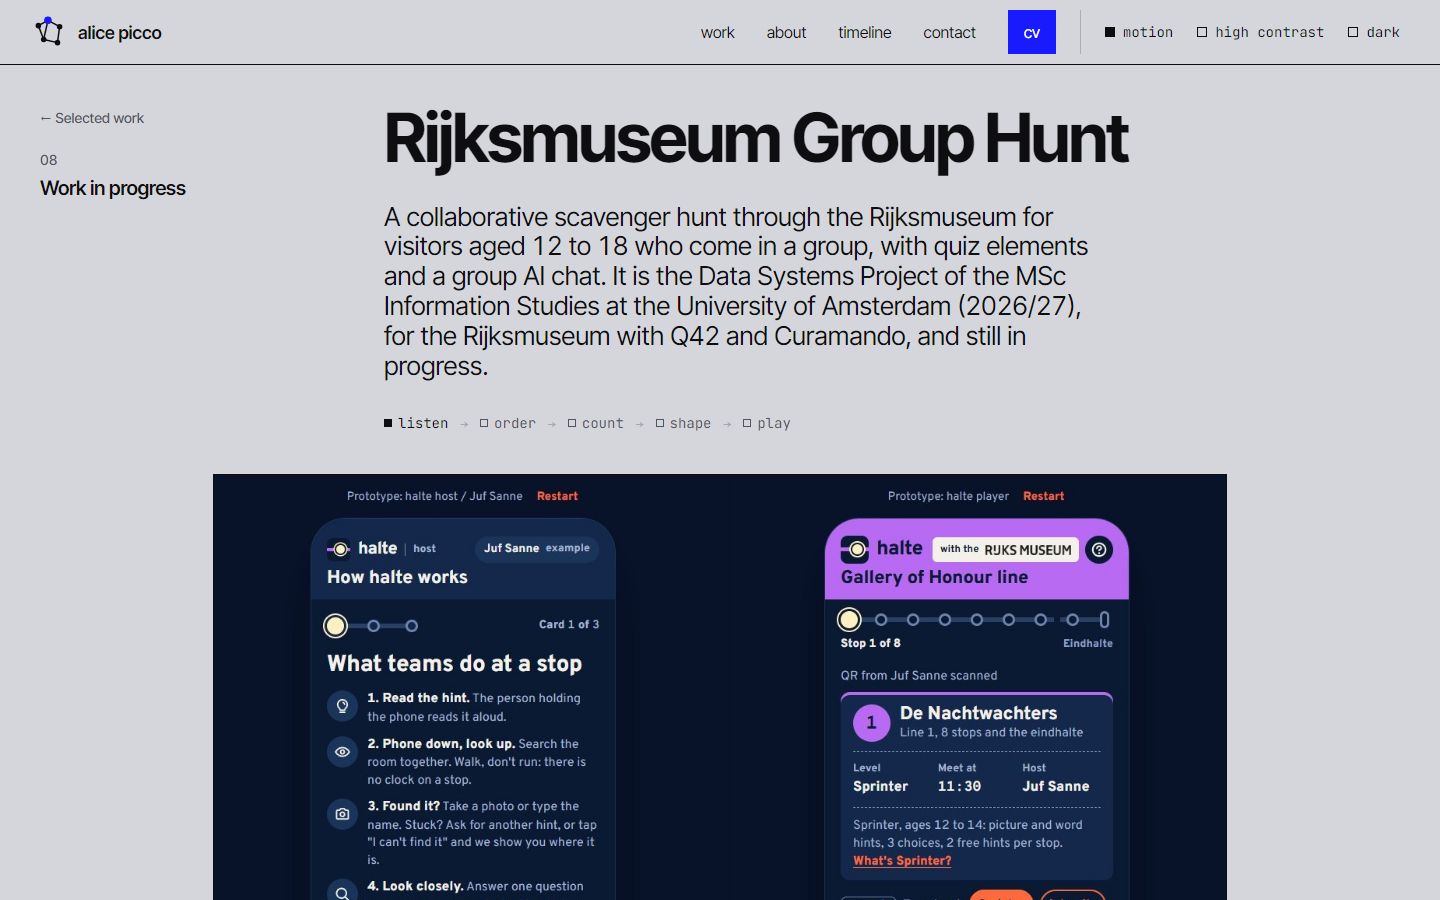 alice picco
work about timeline contact CV motion high contrast dark
← Selected work
08
Work in progress
Rijksmuseum Group Hunt
A collaborative scavenger hunt through the Rijksmuseum for
visitors aged 12 to 18 who come in a group, with quiz elements
and a group AI chat. It is the Data Systems Project of the MSc
Information Studies at the University of Amsterdam (2026/27),
for the Rijksmuseum with Q42 and Curamando, and still in
progress.
listen → order → count → shape → play
Prototype: halte host / Juf Sanne Restart
halte | host Juf Sanne example
How halte works
Card 1 of 3
What teams do at a stop
1. Read the hint. The person holding
the phone reads it aloud.
2. Phone down, look up. Search the
room together. Walk, don't run: there is
no clock on a stop.
3. Found it? Take a photo or type the
name. Stuck? Ask for another hint, or tap
"I can't find it" and we show you where it
is.
4. Look closely. Answer one question
Prototype: halte player Restart
halte with the RIJKS MUSEUM
Gallery of Honour line
Stop 1 of 8 Eindhalte
QR from Juf Sanne scanned
1 De Nachtwachters
Line 1, 8 stops and the eindhalte
Level Meet at Host
Sprinter 11:30 Juf Sanne
Sprinter, ages 12 to 14: picture and word
hints, 3 choices, 2 free hints per stop.
What's Sprinter?